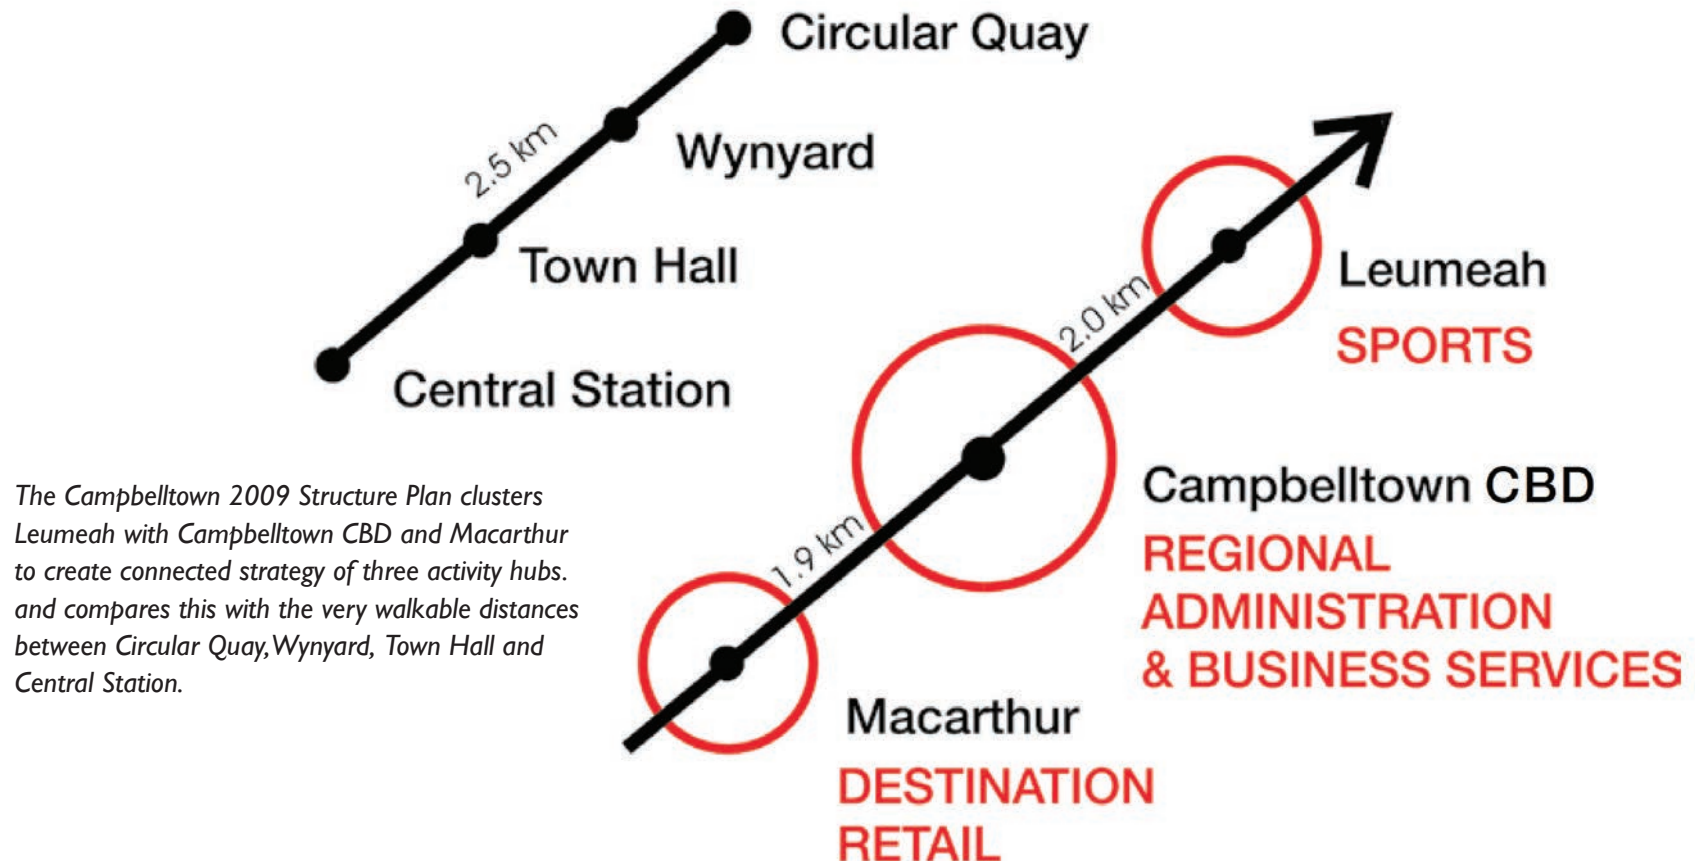 Circular Quay
Wynyard
2.5 km
Town Hall
Central Station
Leumeah
SPORTS
2.0 km
Campbelltown CBD
REGIONAL
ADMINISTRATION
& BUSINESS SERVICES
1.9 km
Macarthur
DESTINATION
RETAIL
The Campbelltown 2009 Structure Plan clusters
Leumeah with Campbelltown CBD and Macarthur
to create connected strategy of three activity hubs.
and compares this with the very walkable distances
between Circular Quay, Wynyard, Town Hall and
Central Station.